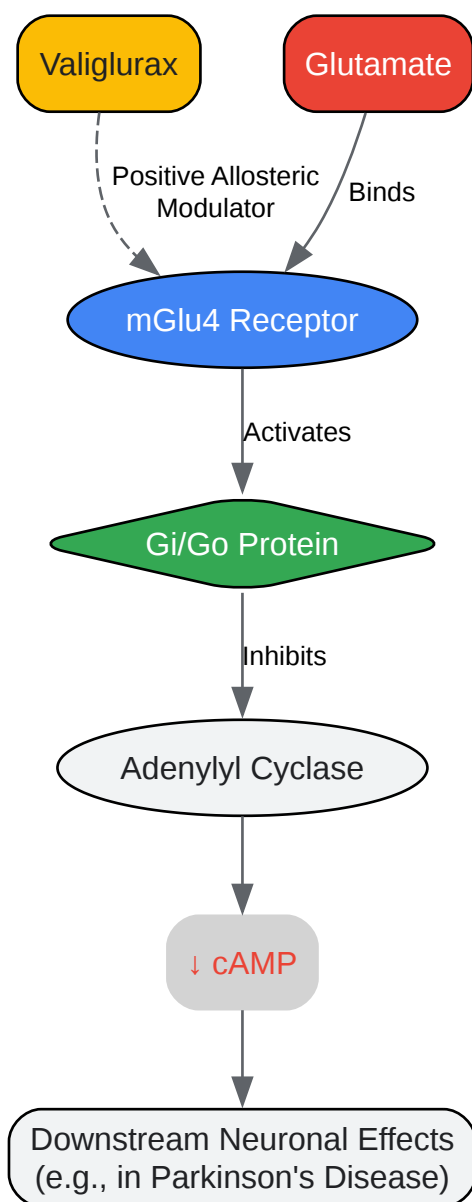 Valiglurax
Glutamate
Positive Allosteric
Modulator
Binds
mGlu4 Receptor
Activates
Gi/Go Protein
Inhibits
Adenylyl Cyclase
↓ cAMP
Downstream Neuronal Effects
(e.g., in Parkinson's Disease)